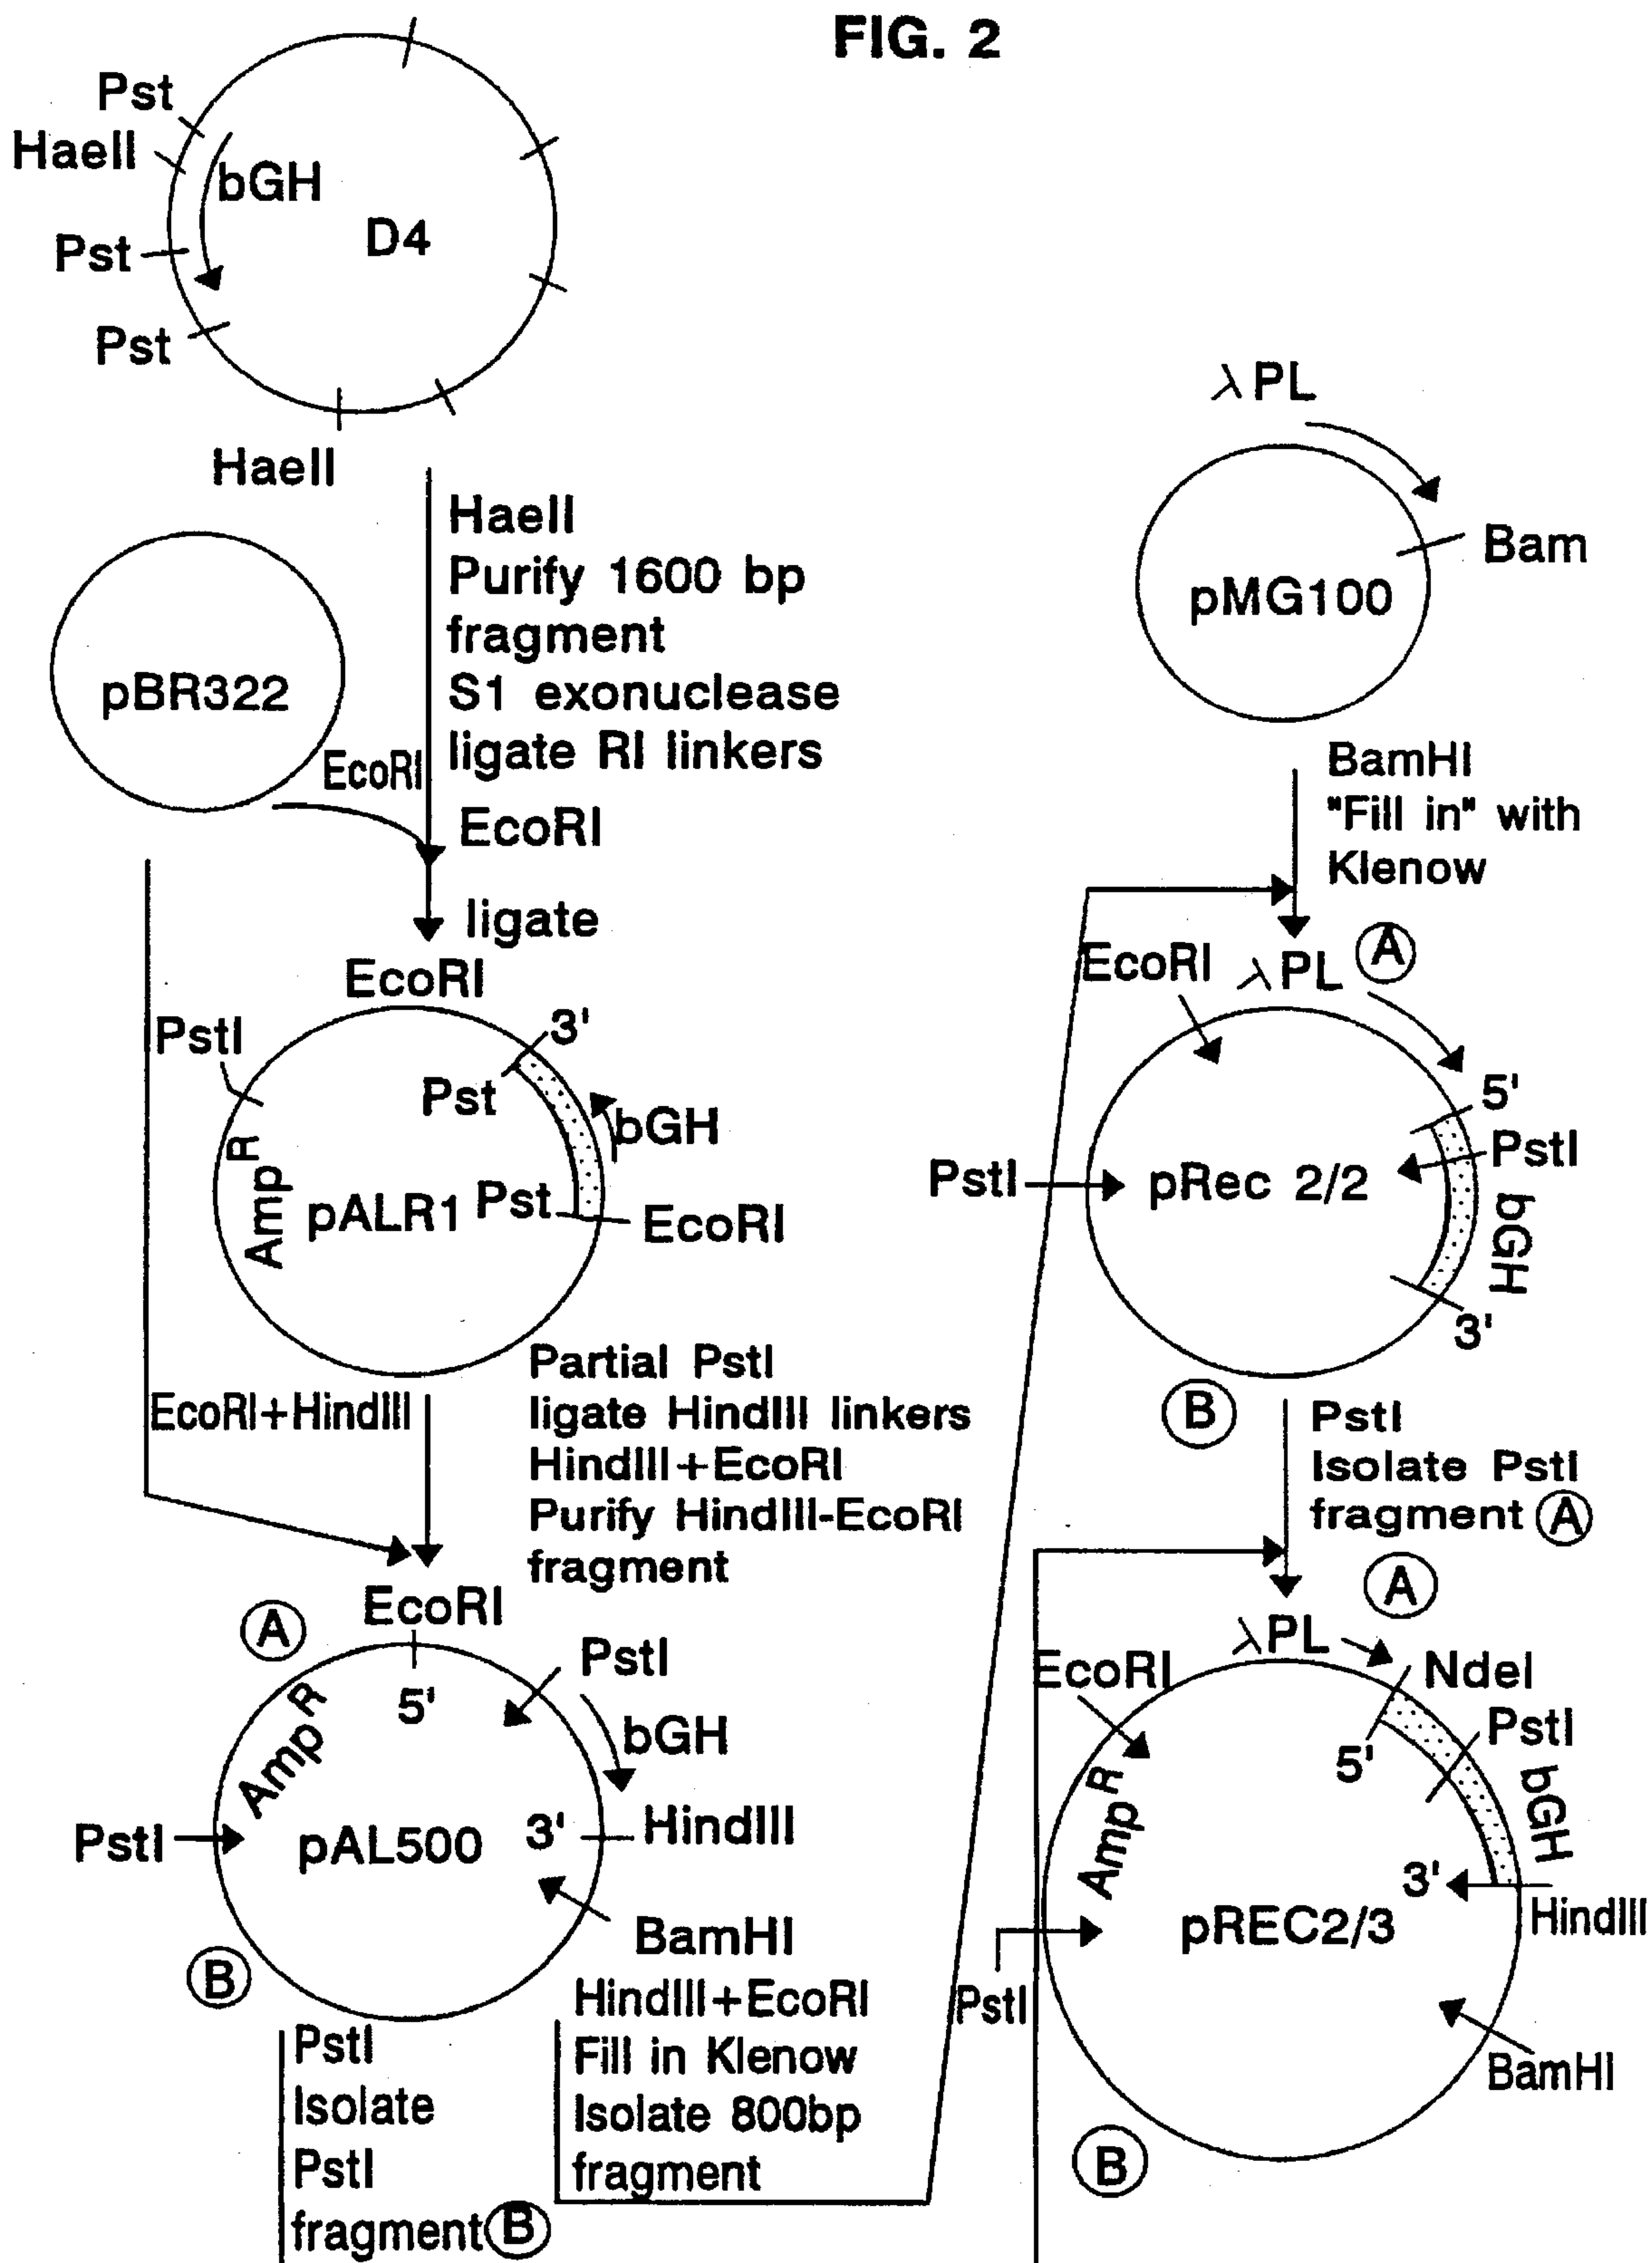 FIG. 2
Pst
HaeII
bGH
D4
Pst
Pst
HaeII
HaeII
Purify 1600 bp
fragment
S1 exonuclease
ligate RI linkers
pBR322
EcoRI
EcoRI
ligate
EcoRI
PstI
3'
Pst
bGH
Amp R
pALR1
Pst
EcoRI
EcoRI+HindIII
Partial PstI
ligate HindIII linkers
HindIII+EcoRI
Purify HindIII-EcoRI
fragment
A
EcoRI
5'
PstI
Amp R
bGH
PstI
pAL500
3'
HindIII
BamHI
B
PstI
Isolate
PstI
fragment B
HindIII+EcoRI
Fill in Klenow
Isolate 800bp
fragment
λ PL
Bam
pMG100
BamHI
"Fill in" with
Klenow
EcoRI
λ PL
A
5'
PstI
PstI
pRec 2/2
bGH
3'
B
PstI
Isolate PstI
fragment A
A
λ PL
EcoRI
NdeI
PstI
5'
bGH
Amp R
3'
HindIII
pREC2/3
PstI
BamHI
B